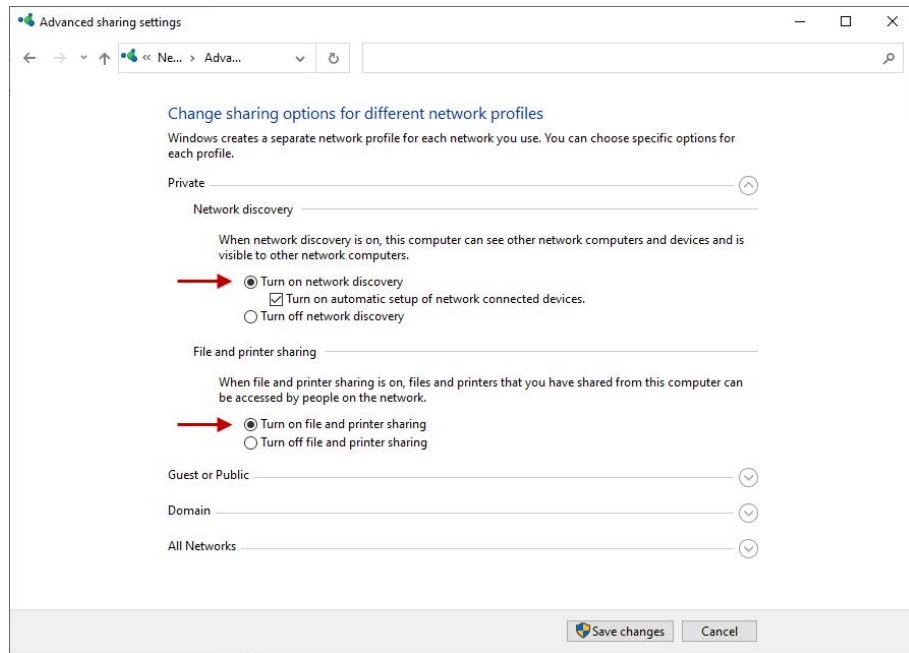 Advanced sharing settings
« Ne... › Adva...
Change sharing options for different network profiles
Windows creates a separate network profile for each network you use. You can choose specific options for
each profile.
Private
Network discovery
When network discovery is on, this computer can see other network computers and devices and is
visible to other network computers.
Turn on network discovery
Turn on automatic setup of network connected devices.
Turn off network discovery
File and printer sharing
When file and printer sharing is on, files and printers that you have shared from this computer can
be accessed by people on the network.
Turn on file and printer sharing
Turn off file and printer sharing
Guest or Public
Domain
All Networks
Save changes Cancel